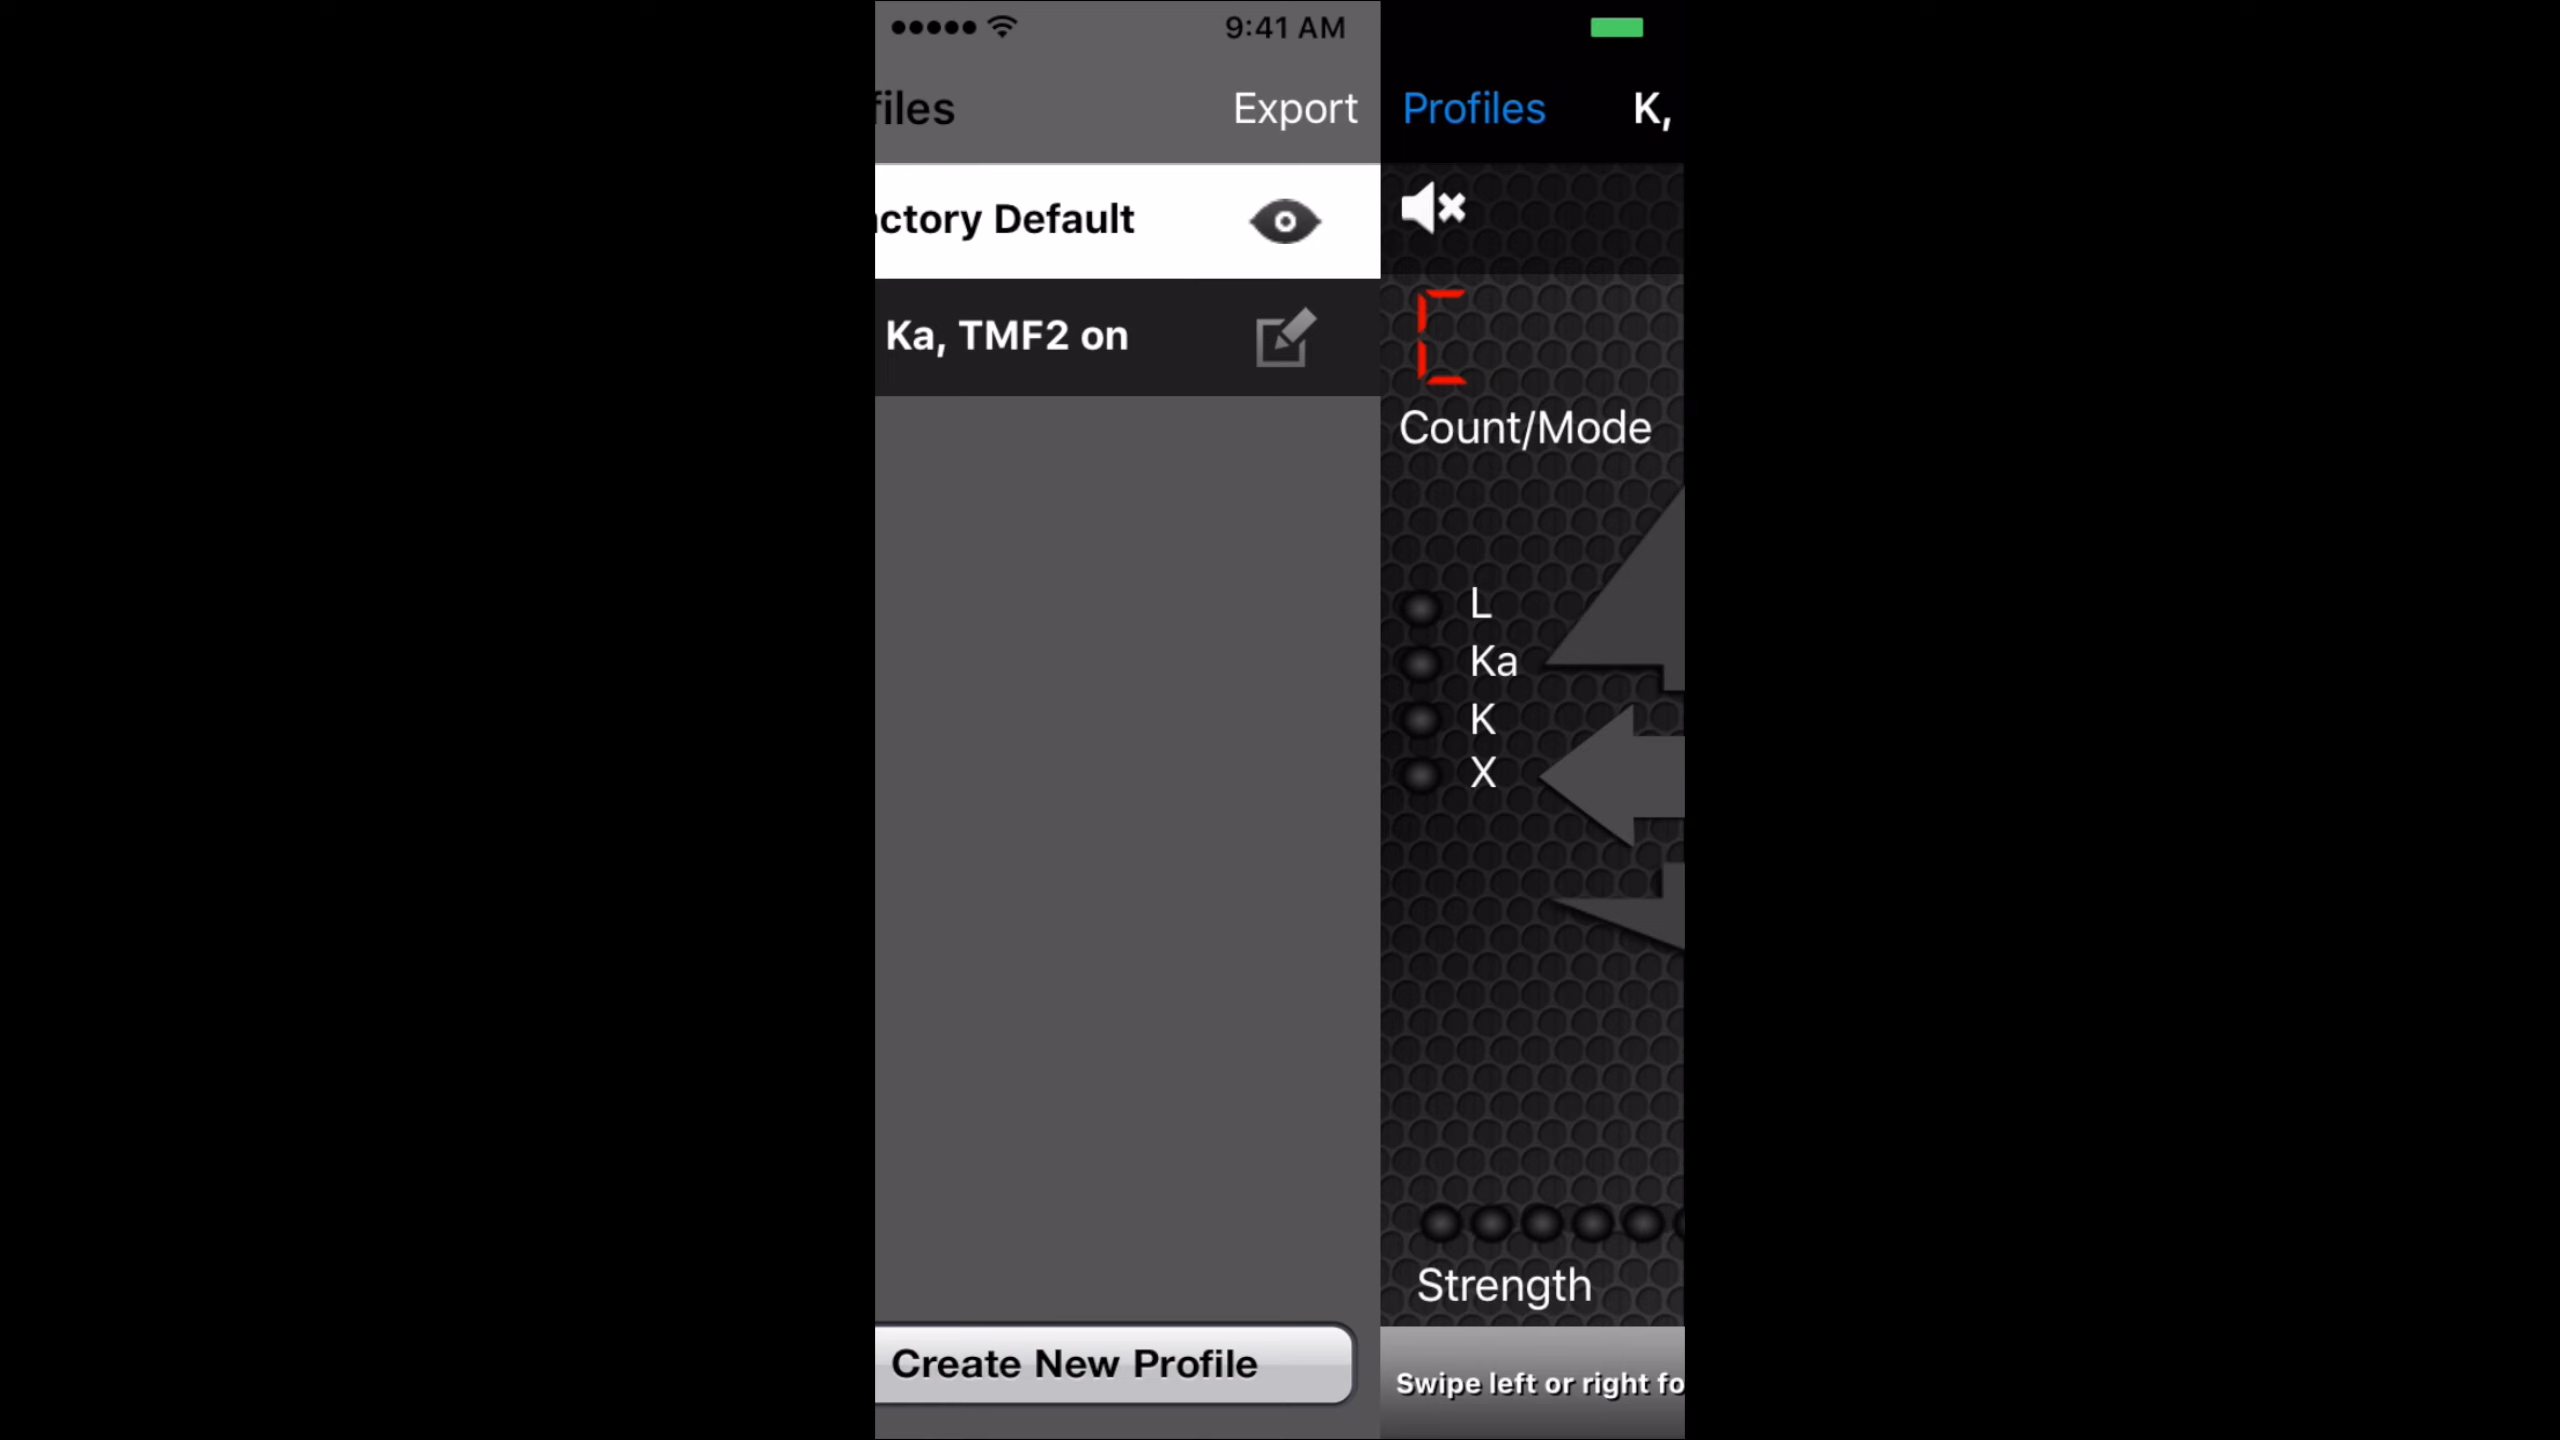 9:41 AM
files
Export
Profiles
K,
ctory Default
Ka, TMF2 on
C
Count/Mode
L
Ka
K
X
Strength
Create New Profile
Swipe left or right fo